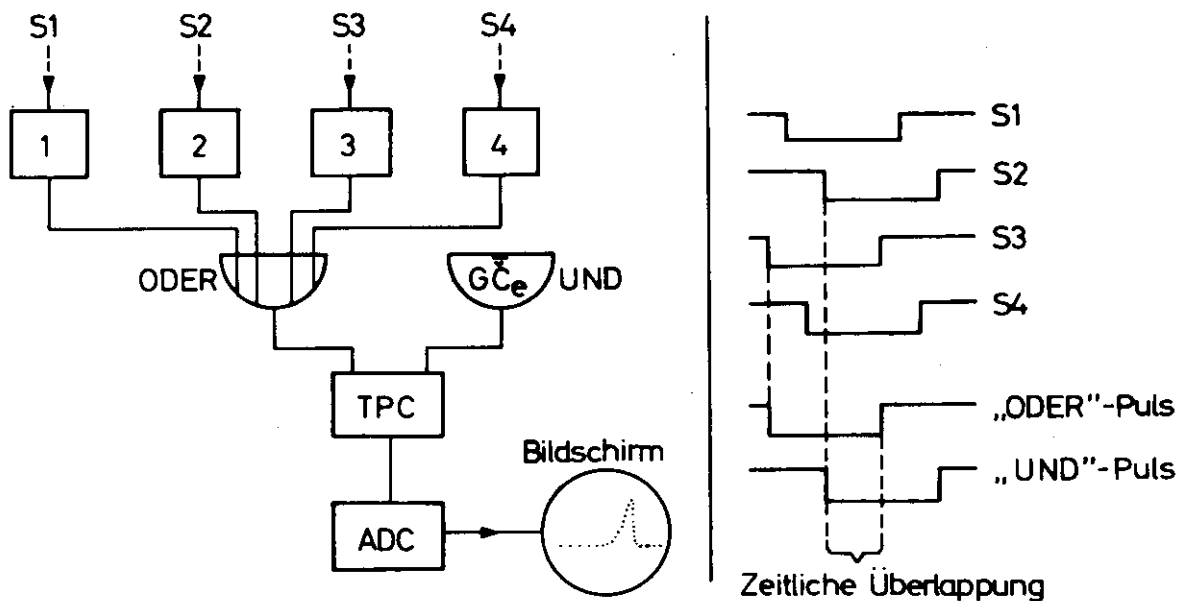 S1 S2 S3 S4
1 2 3 4
ODER GČ̄e UND
TPC
ADC
Bildschirm
S1
S2
S3
S4
„ODER"-Puls
„UND"-Puls
Zeitliche Überlappung